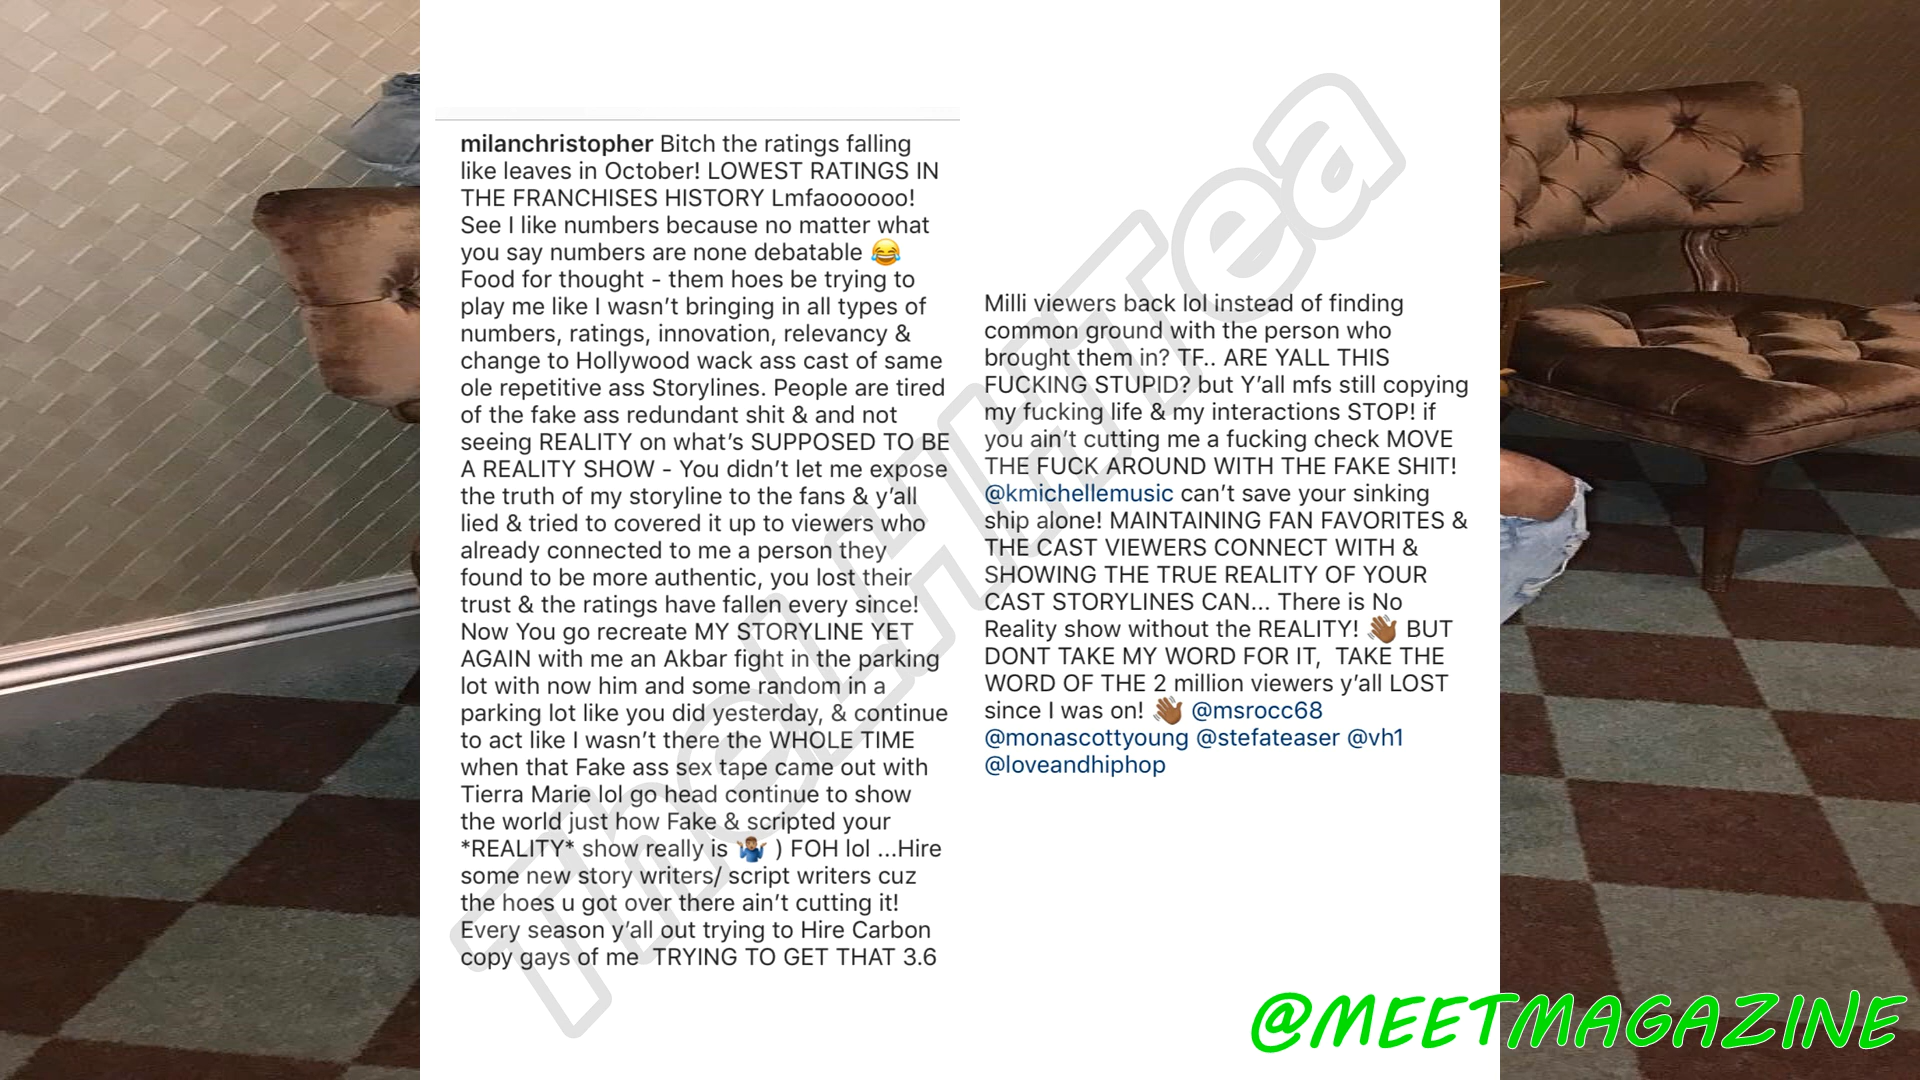 milanchristopher Bitch the ratings falling
like leaves in October! LOWEST RATINGS IN
THE FRANCHISES HISTORY Lmfaoooooo!
See I like numbers because no matter what
you say numbers are none debatable 😂
Food for thought - them hoes be trying to
play me like I wasn’t bringing in all types of
numbers, ratings, innovation, relevancy &
change to Hollywood wack ass cast of same
ole repetitive ass Storylines. People are tired
of the fake ass redundant shit & and not
seeing REALITY on what’s SUPPOSED TO BE
A REALITY SHOW - You didn’t let me expose
the truth of my storyline to the fans & y’all
lied & tried to covered it up to viewers who
already connected to me a person they
found to be more authentic, you lost their
trust & the ratings have fallen every since!
Now You go recreate MY STORYLINE YET
AGAIN with me an Akbar fight in the parking
lot with now him and some random in a
parking lot like you did yesterday, & continue
to act like I wasn’t there the WHOLE TIME
when that Fake ass sex tape came out with
Tierra Marie lol go head continue to show
the world just how Fake & scripted your
*REALITY* show really is 🤷🏾‍♂️ ) FOH lol ...Hire
some new story writers/ script writers cuz
the hoes u got over there ain’t cutting it!
Every season y’all out trying to Hire Carbon
copy gays of me  TRYING TO GET THAT 3.6
Milli viewers back lol instead of finding
common ground with the person who
brought them in? TF.. ARE YALL THIS
FUCKING STUPID? but Y’all mfs still copying
my fucking life & my interactions STOP! if
you ain’t cutting me a fucking check MOVE
THE FUCK AROUND WITH THE FAKE SHIT!
@kmichellemusic can’t save your sinking
ship alone! MAINTAINING FAN FAVORITES &
THE CAST VIEWERS CONNECT WITH &
SHOWING THE TRUE REALITY OF YOUR
CAST STORYLINES CAN... There is No
Reality show without the REALITY! 👋🏾 BUT
DONT TAKE MY WORD FOR IT,  TAKE THE
WORD OF THE 2 million viewers y’all LOST
since I was on! 👋🏾 @msrocc68
@monascottyoung @stefateaser @vh1
@loveandhiphop
TheLHHTea
@MEETMAGAZINE